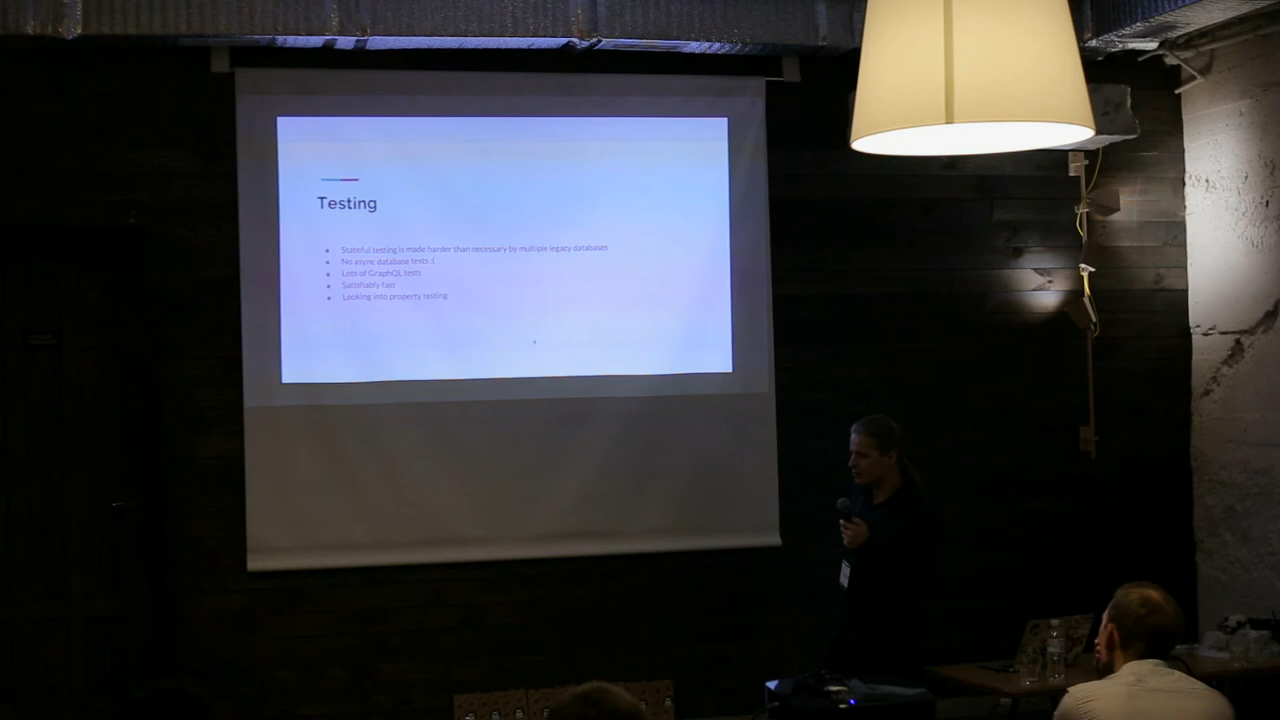 Testing
Stateful testing is made harder than necessary by multiple legacy databases
No async database tests :(
Lots of GraphQL tests
Satisfiably fast
Looking into property testing